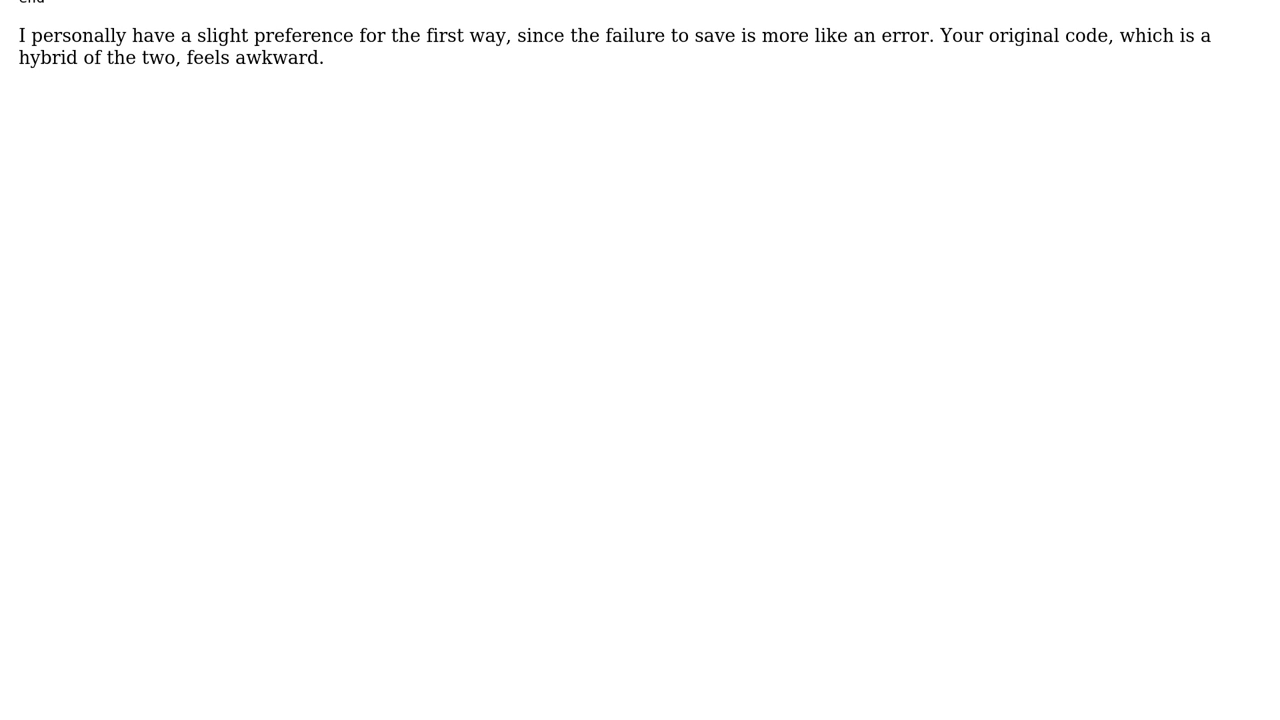 end
I personally have a slight preference for the first way, since the failure to save is more like an error. Your original code, which is a
hybrid of the two, feels awkward.